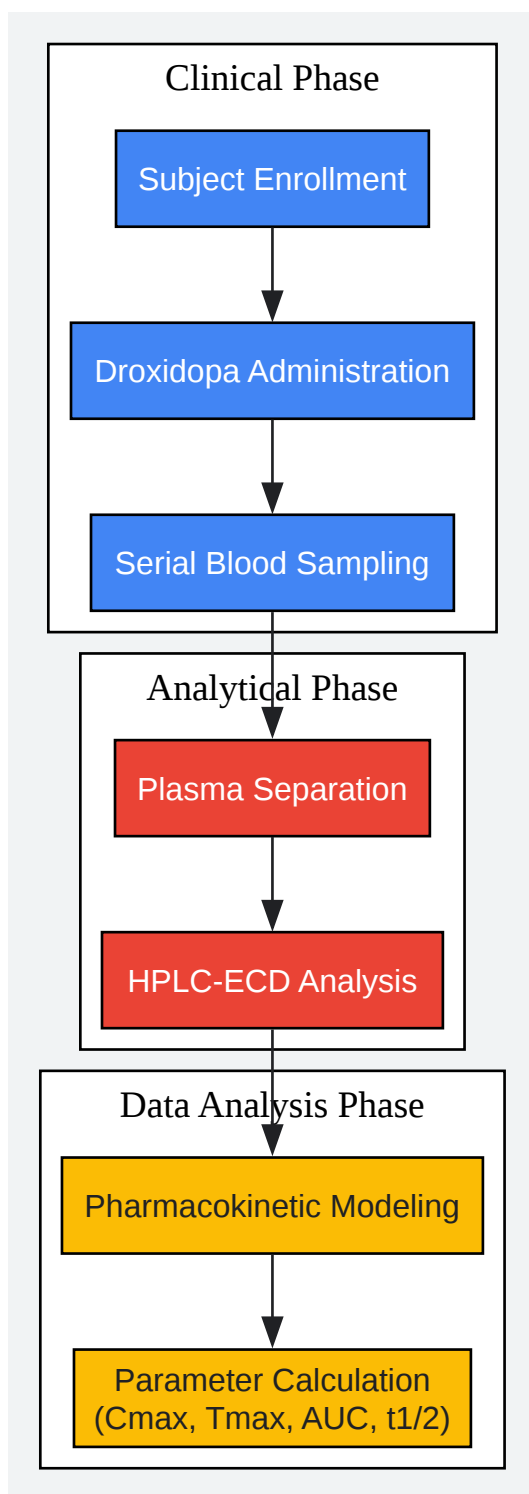 Clinical Phase
Subject Enrollment
Droxidopa Administration
Serial Blood Sampling
Analytical Phase
Plasma Separation
HPLC-ECD Analysis
Data Analysis Phase
Pharmacokinetic Modeling
Parameter Calculation
(Cmax, Tmax, AUC, t1/2)